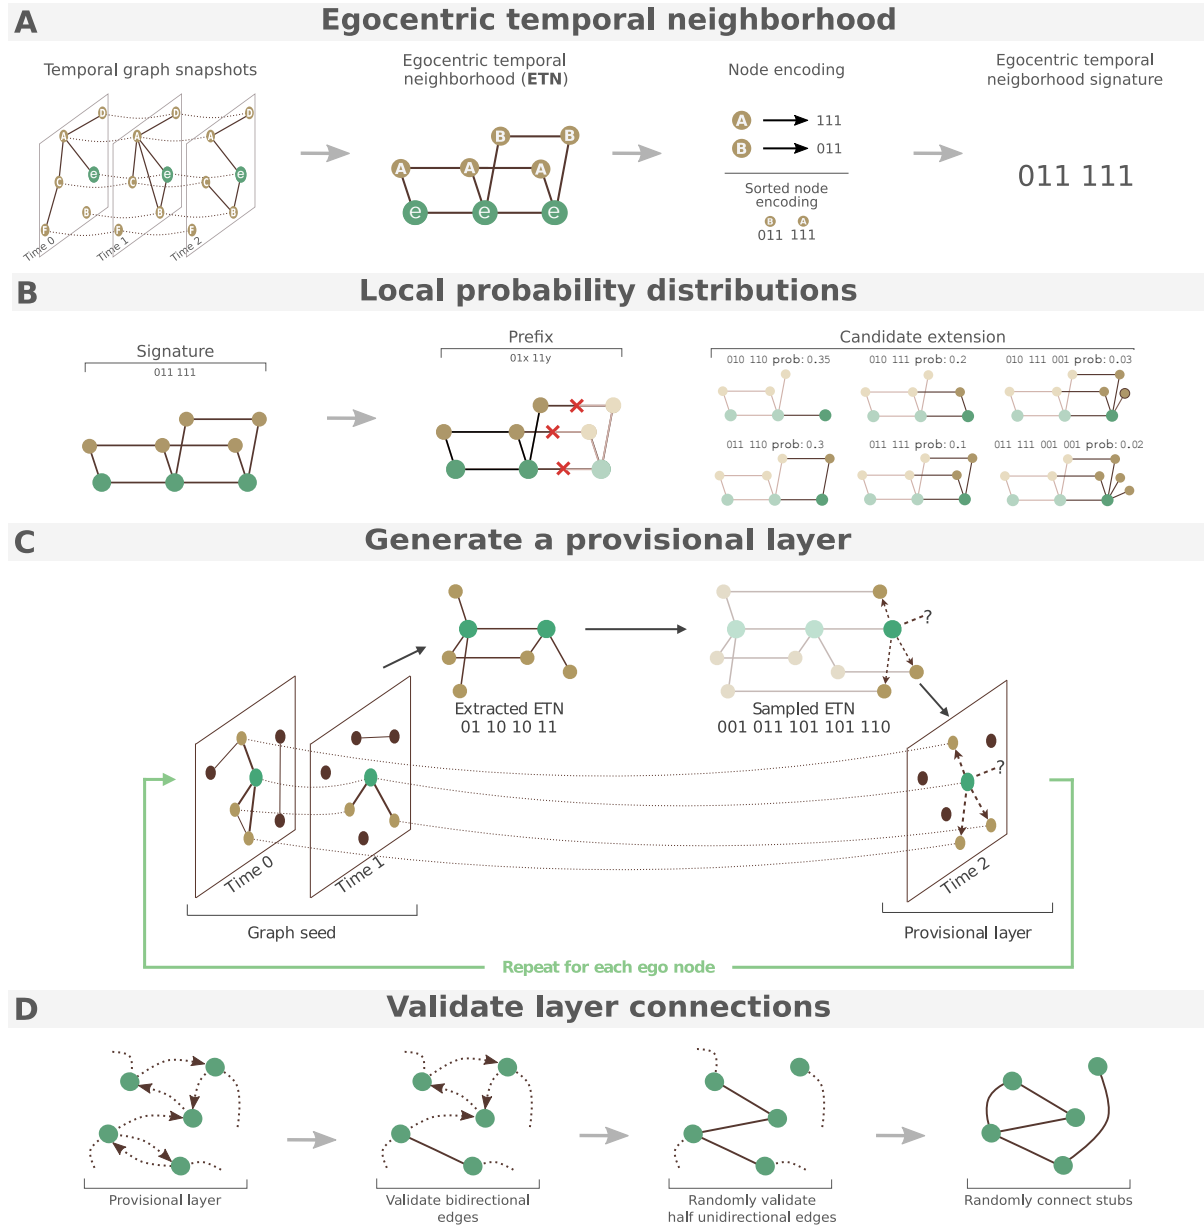 A Egocentric temporal neighborhood
Temporal graph snapshots
Egocentric temporal
neighborhood (ETN)
Node encoding
Egocentric temporal
neigborhood signature
D D D
A A A
e e e
C C C
B B B
F F F
Time 0 Time 1 Time 2
B B
A A A
e e e
A 111
B 011
Sorted node
encoding
B A
011 111
011 111
B Local probability distributions
Signature
011 111
Prefix
01x 11y
Candidate extension
010 110 prob: 0.35
010 111 prob: 0.2
010 111 001 prob: 0.03
011 110 prob: 0.3
011 111 prob: 0.1
011 111 001 001 prob: 0.02
C Generate a provisional layer
?
Extracted ETN
01 10 10 11
Sampled ETN
001 011 101 101 110
?
Time 0
Time 1
Time 2
Graph seed
Provisional layer
Repeat for each ego node
D Validate layer connections
Provisional layer
Validate bidirectional
edges
Randomly validate
half unidirectional edges
Randomly connect stubs